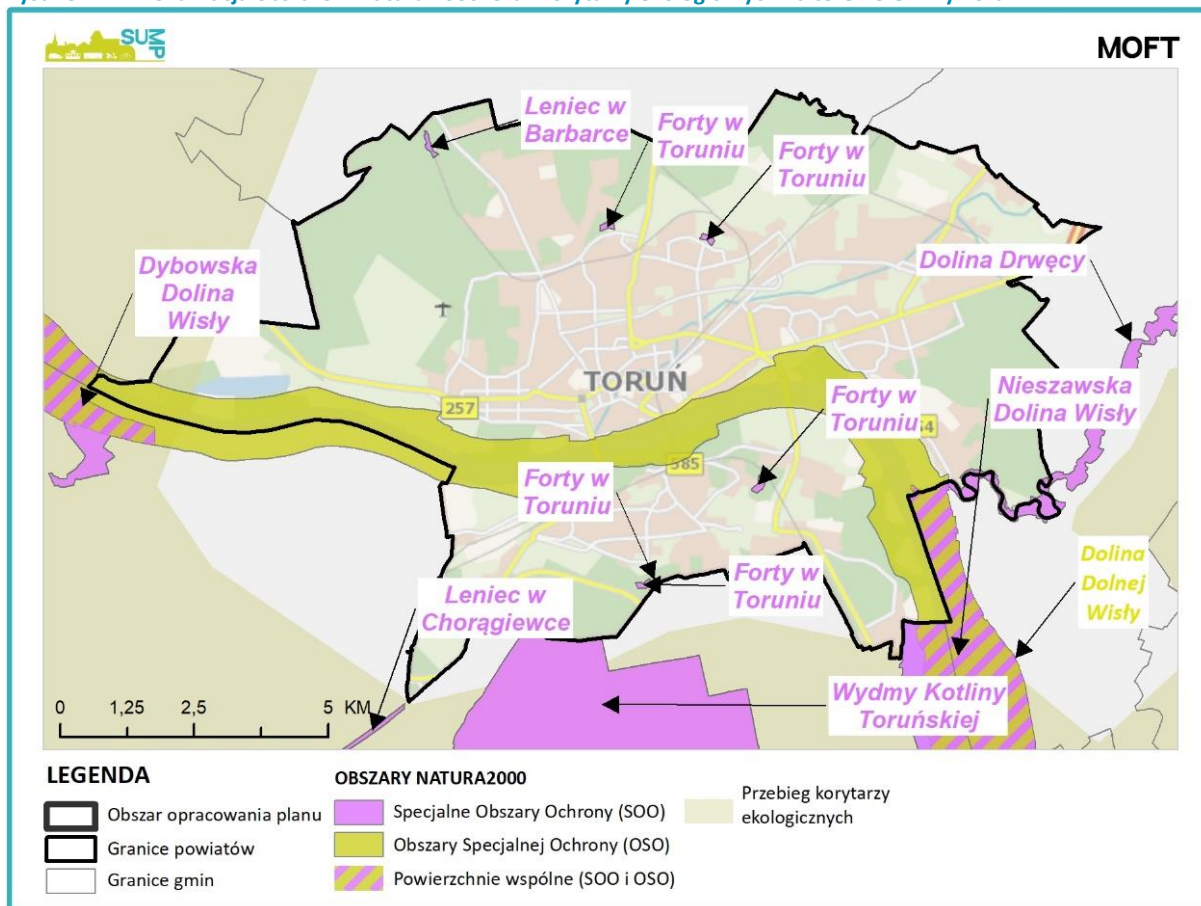 SUMP
MOFT
Leniec w
Barbarce
Forty w
Toruniu
Forty w
Toruniu
Dybowska
Dolina
Wisły
Dolina Drwęcy
TORUŃ
Nieszawska
Dolina Wisły
Forty w
Toruniu
257
585
Forty w
Toruniu
Dolina
Dolnej
Wisły
Leniec w
Chorągiewce
Forty w
Toruniu
Wydmy Kotliny
Toruńskiej
0 1,25 2,5 5 KM
LEGENDA
Obszar opracowania planu
Granice powiatów
Granice gmin
OBSZARY NATURA2000
Specjalne Obszary Ochrony (SOO)
Obszary Specjalnej Ochrony (OSO)
Powierzchnie wspólne (SOO i OSO)
Przebieg korytarzy
ekologicznych